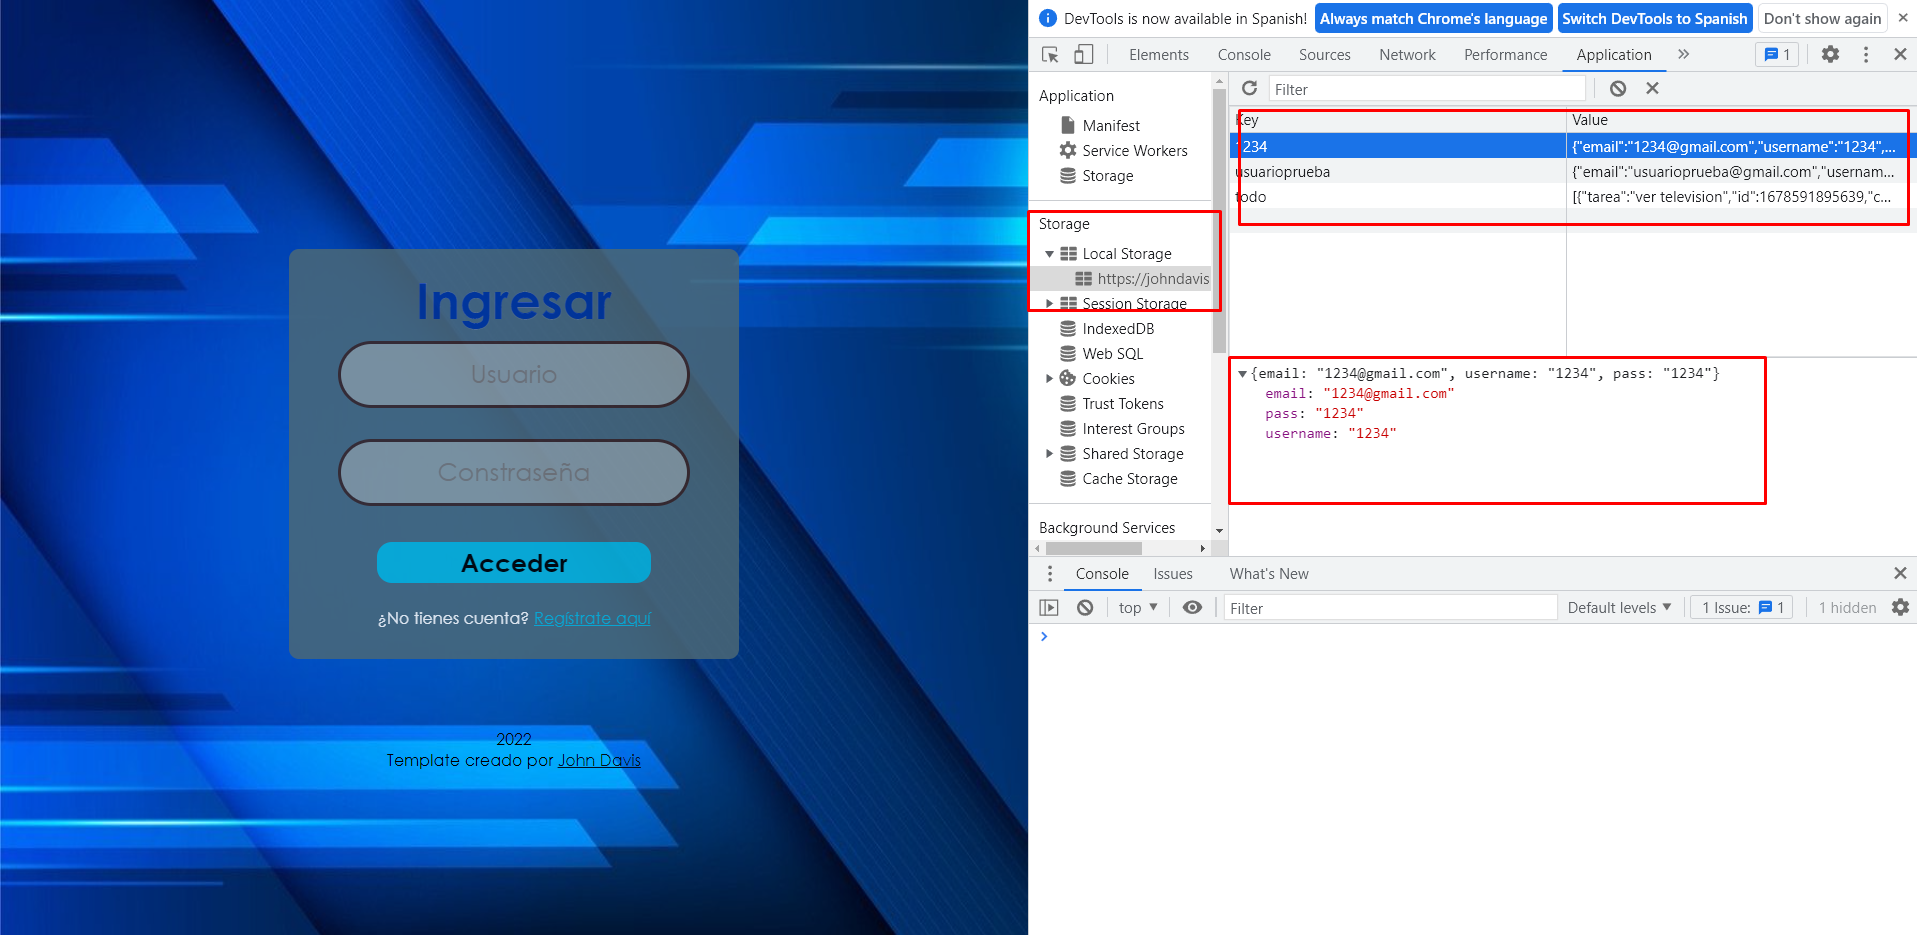 Ingresar
Usuario
Constraseña
Acceder
¿No tienes cuenta? Regístrate aquí
2022
Template creado por John Davis
DevTools is now available in Spanish! Always match Chrome's language Switch DevTools to Spanish Don't show again
Elements Console Sources Network Performance Application 1
Application
Manifest
Service Workers
Storage
Storage
Local Storage
https://johndavis
Session Storage
IndexedDB
Web SQL
Cookies
Trust Tokens
Interest Groups
Shared Storage
Cache Storage
Background Services
Filter
Key Value
1234 {"email":"1234@gmail.com","username":"1234",...
usuarioprueba {"email":"usuarioprueba@gmail.com","usernam...
todo [{"tarea":"ver television","id":1678591895639,"c...
{email: "1234@gmail.com", username: "1234", pass: "1234"}
email: "1234@gmail.com"
pass: "1234"
username: "1234"
Console Issues What's New
top Filter Default levels 1 Issue: 1 1 hidden